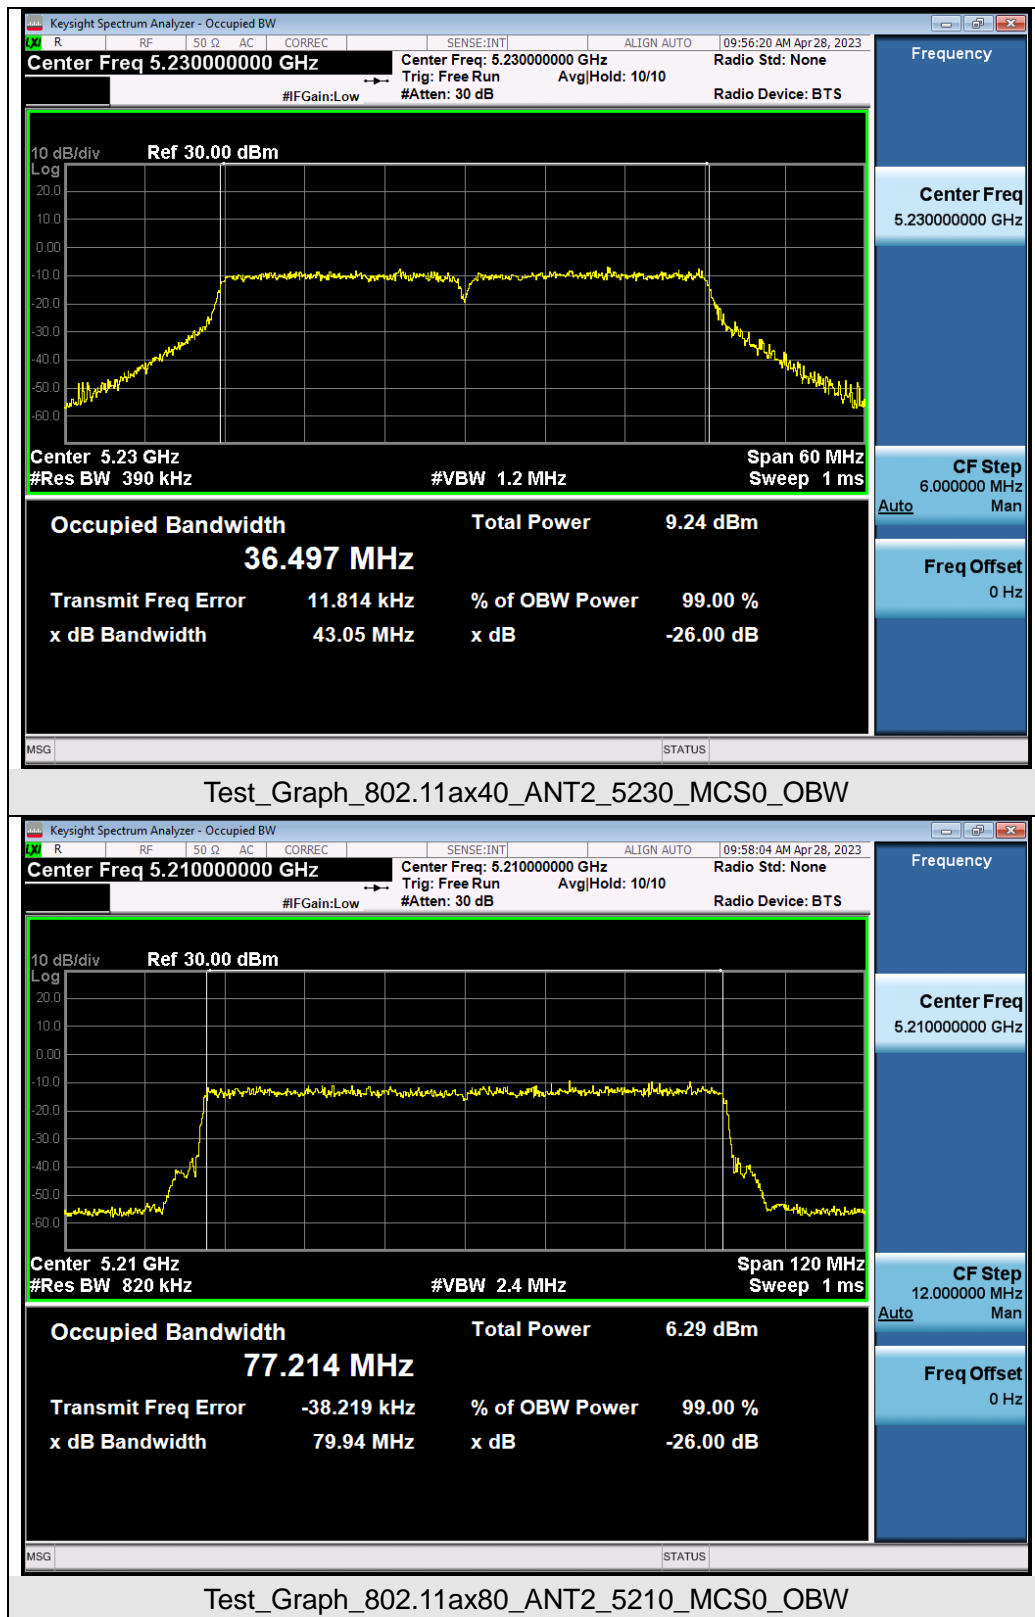 Keysight Spectrum Analyzer - Occupied BW
LXI R RF 50 Ω AC CORREC SENSE:INT ALIGN AUTO 09:56:20 AM Apr 28, 2023
Center Freq 5.230000000 GHz
Center Freq: 5.230000000 GHz
Radio Std: None
Trig: Free Run Avg|Hold: 10/10
#IFGain:Low
#Atten: 30 dB
Radio Device: BTS
Frequency
10 dB/div Ref 30.00 dBm
Log
20.0
10.0
0.00
-10.0
-20.0
-30.0
-40.0
-50.0
-60.0
Center Freq
5.230000000 GHz
Center 5.23 GHz
Span 60 MHz
#Res BW 390 kHz
#VBW 1.2 MHz
Sweep 1 ms
CF Step
6.000000 MHz
Auto Man
Occupied Bandwidth
Total Power 9.24 dBm
36.497 MHz
Freq Offset
0 Hz
Transmit Freq Error 11.814 kHz % of OBW Power 99.00 %
x dB Bandwidth 43.05 MHz x dB -26.00 dB
MSG STATUS
Test_Graph_802.11ax40_ANT2_5230_MCS0_OBW
Keysight Spectrum Analyzer - Occupied BW
LXI R RF 50 Ω AC CORREC SENSE:INT ALIGN AUTO 09:58:04 AM Apr 28, 2023
Center Freq 5.210000000 GHz
Center Freq: 5.210000000 GHz
Radio Std: None
Trig: Free Run Avg|Hold: 10/10
#IFGain:Low
#Atten: 30 dB
Radio Device: BTS
Frequency
10 dB/div Ref 30.00 dBm
Log
20.0
10.0
0.00
-10.0
-20.0
-30.0
-40.0
-50.0
-60.0
Center Freq
5.210000000 GHz
Center 5.21 GHz
Span 120 MHz
#Res BW 820 kHz
#VBW 2.4 MHz
Sweep 1 ms
CF Step
12.000000 MHz
Auto Man
Occupied Bandwidth
Total Power 6.29 dBm
77.214 MHz
Freq Offset
0 Hz
Transmit Freq Error -38.219 kHz % of OBW Power 99.00 %
x dB Bandwidth 79.94 MHz x dB -26.00 dB
MSG STATUS
Test_Graph_802.11ax80_ANT2_5210_MCS0_OBW